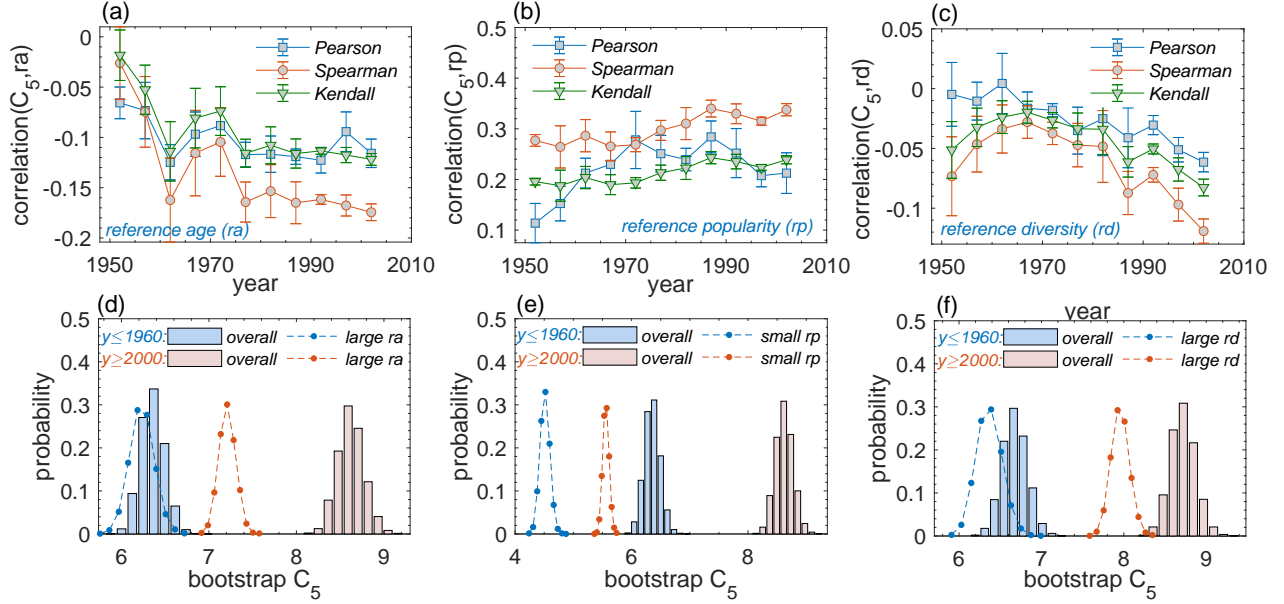 (a)
correlation(C5,ra)
0
-0.05
-0.1
-0.15
-0.2
Pearson
Spearman
Kendall
reference age (ra)
1950 1970 1990 2010
year
(b)
correlation(C5,rp)
0.5
0.4
0.3
0.2
0.1
Pearson
Spearman
Kendall
reference popularity (rp)
1950 1970 1990 2010
year
(c)
correlation(C5,rd)
0.05
0
-0.05
-0.1
Pearson
Spearman
Kendall
reference diversity (rd)
1950 1970 1990 2010
year
(d)
probability
0.5
0.4
0.3
0.2
0.1
0
y≤1960: overall large ra
y≥2000: overall large ra
6 7 8 9
bootstrap C5
(e)
probability
0.5
0.4
0.3
0.2
0.1
0
y≤1960: overall small rp
y≥2000: overall small rp
4 6 8
bootstrap C5
(f)
probability
0.5
0.4
0.3
0.2
0.1
0
y≤1960: overall large rd
y≥2000: overall large rd
6 7 8 9
bootstrap C5